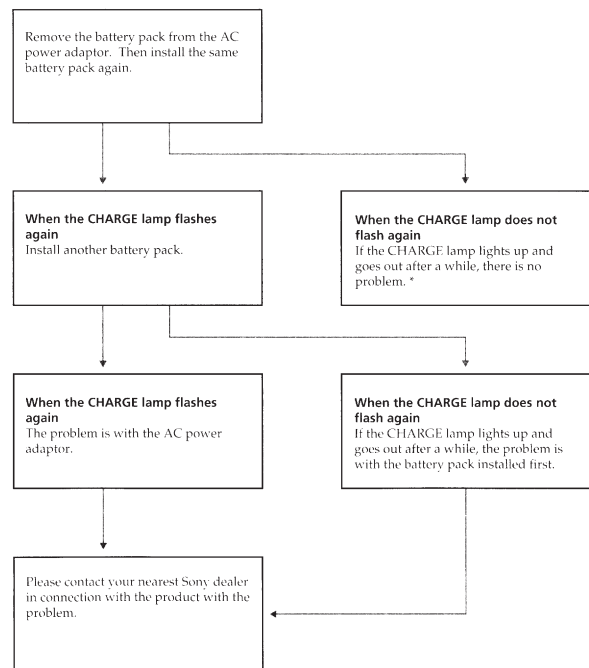 Remove the battery pack from the AC
power adaptor.  Then install the same
battery pack again.
When the CHARGE lamp flashes
again
Install another battery pack.
When the CHARGE lamp does not
flash again
If the CHARGE lamp lights up and
goes out after a while, there is no
problem. *
When the CHARGE lamp flashes
again
The problem is with the AC power
adaptor.
When the CHARGE lamp does not
flash again
If the CHARGE lamp lights up and
goes out after a while, the problem is
with the battery pack installed first.
Please contact your nearest Sony dealer
in connection with the product with the
problem.